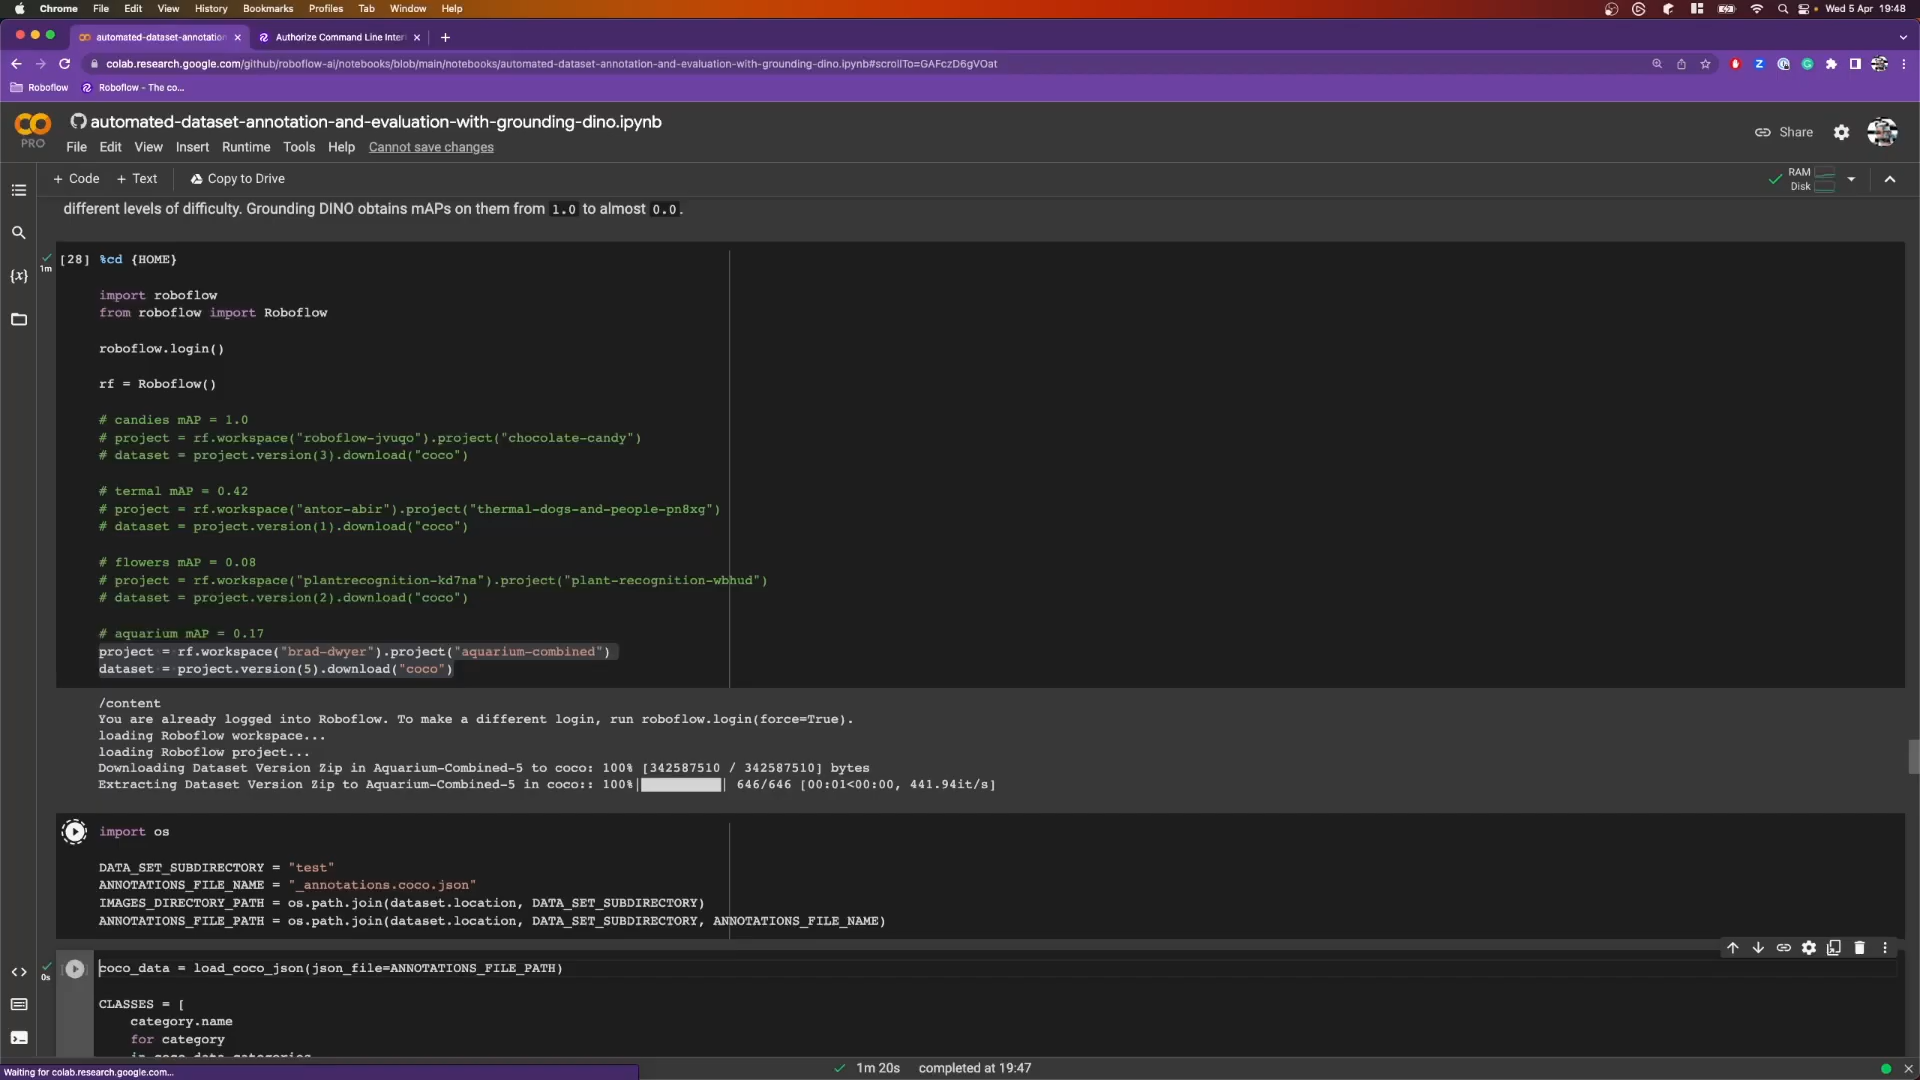 Chrome File Edit View History Bookmarks Profiles Tab Window Help Wed 5 Apr 19:48
automated-dataset-annotation Authorize Command Line Inter
colab.research.google.com/github/roboflow-ai/notebooks/blob/main/notebooks/automated-dataset-annotation-and-evaluation-with-grounding-dino.ipynb#scrollTo=GAFczD6gVOat
Roboflow Roboflow - The co...
automated-dataset-annotation-and-evaluation-with-grounding-dino.ipynb
PRO
Share
File Edit View Insert Runtime Tools Help Cannot save changes
+ Code + Text Copy to Drive
RAM
Disk
different levels of difficulty. Grounding DINO obtains mAPs on them from 1.0 to almost 0.0.
1m
[28] %cd {HOME}
import roboflow
from roboflow import Roboflow
roboflow.login()
rf = Roboflow()
# candies mAP = 1.0
# project = rf.workspace("roboflow-jvuqo").project("chocolate-candy")
# dataset = project.version(3).download("coco")
# termal mAP = 0.42
# project = rf.workspace("antor-abir").project("thermal-dogs-and-people-pn8xg")
# dataset = project.version(1).download("coco")
# flowers mAP = 0.08
# project = rf.workspace("plantrecognition-kd7na").project("plant-recognition-wbhud")
# dataset = project.version(2).download("coco")
# aquarium mAP = 0.17
project = rf.workspace("brad-dwyer").project("aquarium-combined")
dataset = project.version(5).download("coco")
/content
You are already logged into Roboflow. To make a different login, run roboflow.login(force=True).
loading Roboflow workspace...
loading Roboflow project...
Downloading Dataset Version Zip in Aquarium-Combined-5 to coco: 100% [342587510 / 342587510] bytes
Extracting Dataset Version Zip to Aquarium-Combined-5 in coco:: 100%| | 646/646 [00:01<00:00, 441.94it/s]
import os
DATA_SET_SUBDIRECTORY = "test"
ANNOTATIONS_FILE_NAME = "_annotations.coco.json"
IMAGES_DIRECTORY_PATH = os.path.join(dataset.location, DATA_SET_SUBDIRECTORY)
ANNOTATIONS_FILE_PATH = os.path.join(dataset.location, DATA_SET_SUBDIRECTORY, ANNOTATIONS_FILE_NAME)
0s
coco_data = load_coco_json(json_file=ANNOTATIONS_FILE_PATH)
CLASSES = [
category.name
for category
in coco_data.categories
Waiting for colab.research.google.com...
1m 20s completed at 19:47